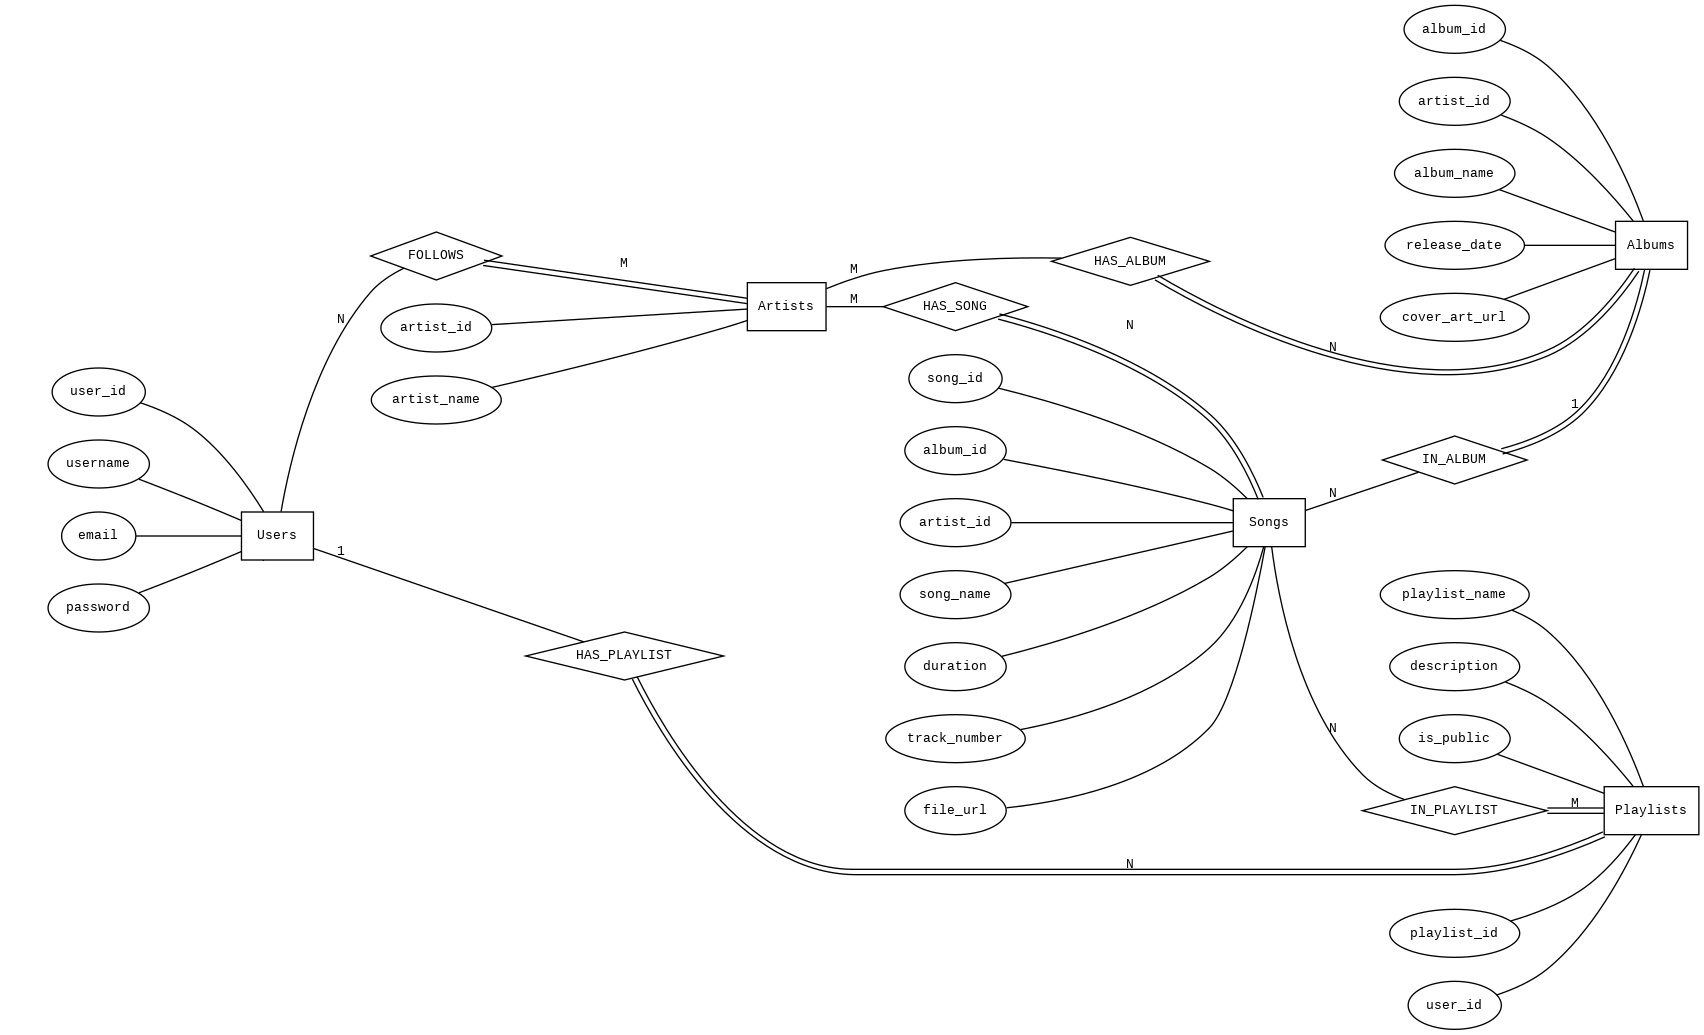 album_id
artist_id
album_name
release_date
cover_art_url
Albums
FOLLOWS
M
N
artist_id
artist_name
Artists
M
HAS_ALBUM
N
M
HAS_SONG
N
1
IN_ALBUM
N
user_id
username
email
password
Users
1
HAS_PLAYLIST
N
song_id
album_id
artist_id
song_name
duration
track_number
file_url
Songs
N
IN_PLAYLIST
M
playlist_name
description
is_public
Playlists
playlist_id
user_id